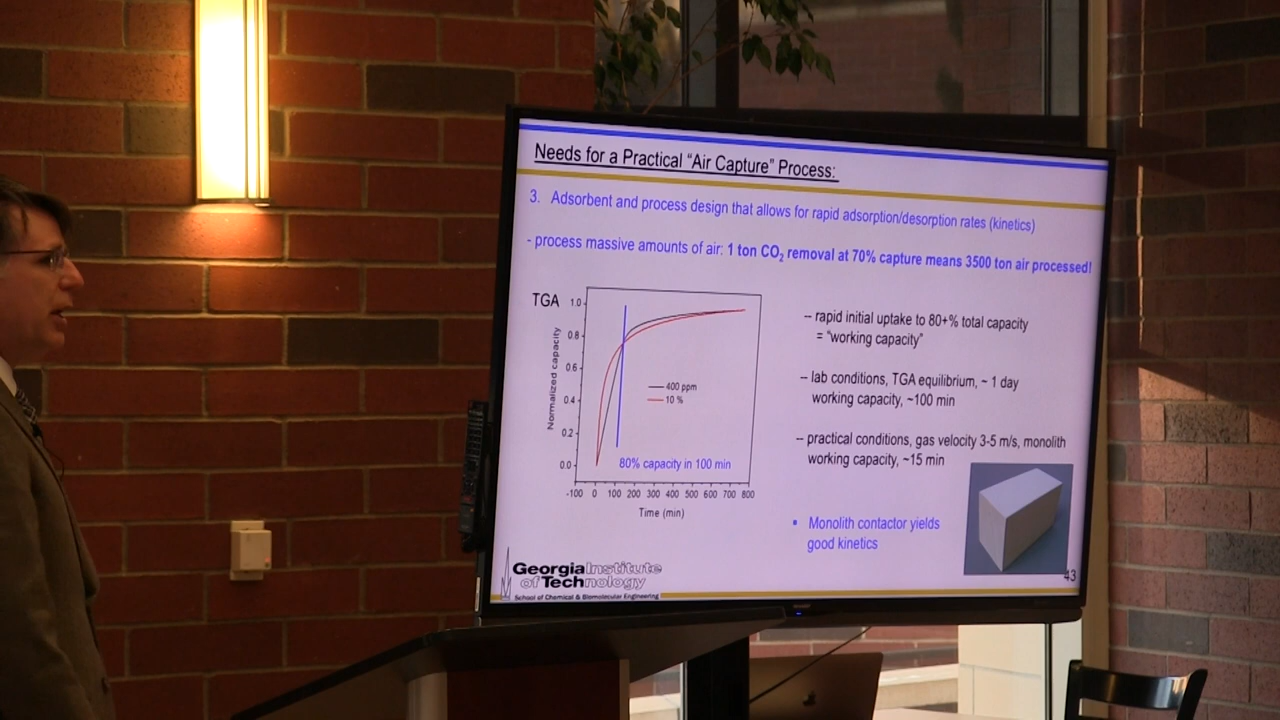 Needs for a Practical “Air Capture” Process:
3. Adsorbent and process design that allows for rapid adsorption/desorption rates (kinetics)
- process massive amounts of air: 1 ton CO₂ removal at 70% capture means 3500 ton air processed!
TGA
Normalized capacity
1.0
0.8
0.6
0.4
0.2
0.0
400 ppm
10 %
80% capacity in 100 min
-100 0 100 200 300 400 500 600 700 800
Time (min)
-- rapid initial uptake to 80+% total capacity
= “working capacity”
-- lab conditions, TGA equilibrium, ~ 1 day
working capacity, ~100 min
-- practical conditions, gas velocity 3-5 m/s, monolith
working capacity, ~15 min
▪ Monolith contactor yields
good kinetics
Georgia Institute
of Technology
School of Chemical & Biomolecular Engineering
43